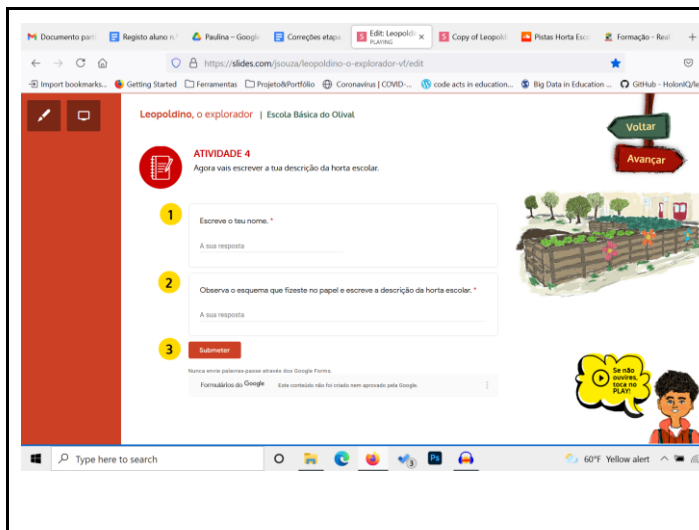 Documento parti
Registo aluno n.º
Paulina – Google
Correções etapa
Edit: Leopoldi
PLAYING
Copy of Leopold
Pistas Horta Esco
Formação - Real
https://slides.com/jsouza/leopoldino-o-explorador-vf/edit
Import bookmarks...
Getting Started
Ferramentas
Projeto&Portfólio
Coronavírus | COVID-...
code acts in education...
Big Data in Education ...
GitHub - HolonIQ/le
Leopoldino, o explorador | Escola Básica do Olival
Voltar
Avançar
ATIVIDADE 4
Agora vais escrever a tua descrição da horta escolar.
1
Escreve o teu nome. *
A sua resposta
2
Observa o esquema que fizeste no papel e escreve a descrição da horta escolar. *
A sua resposta
3
Submeter
Nunca envie palavras-passe através dos Google Forms.
Formulários do Google
Este conteúdo não foi criado nem aprovado pela Google.
Se não
ouvires,
toca no
PLAY!
Type here to search
3
Ps
60°F Yellow alert